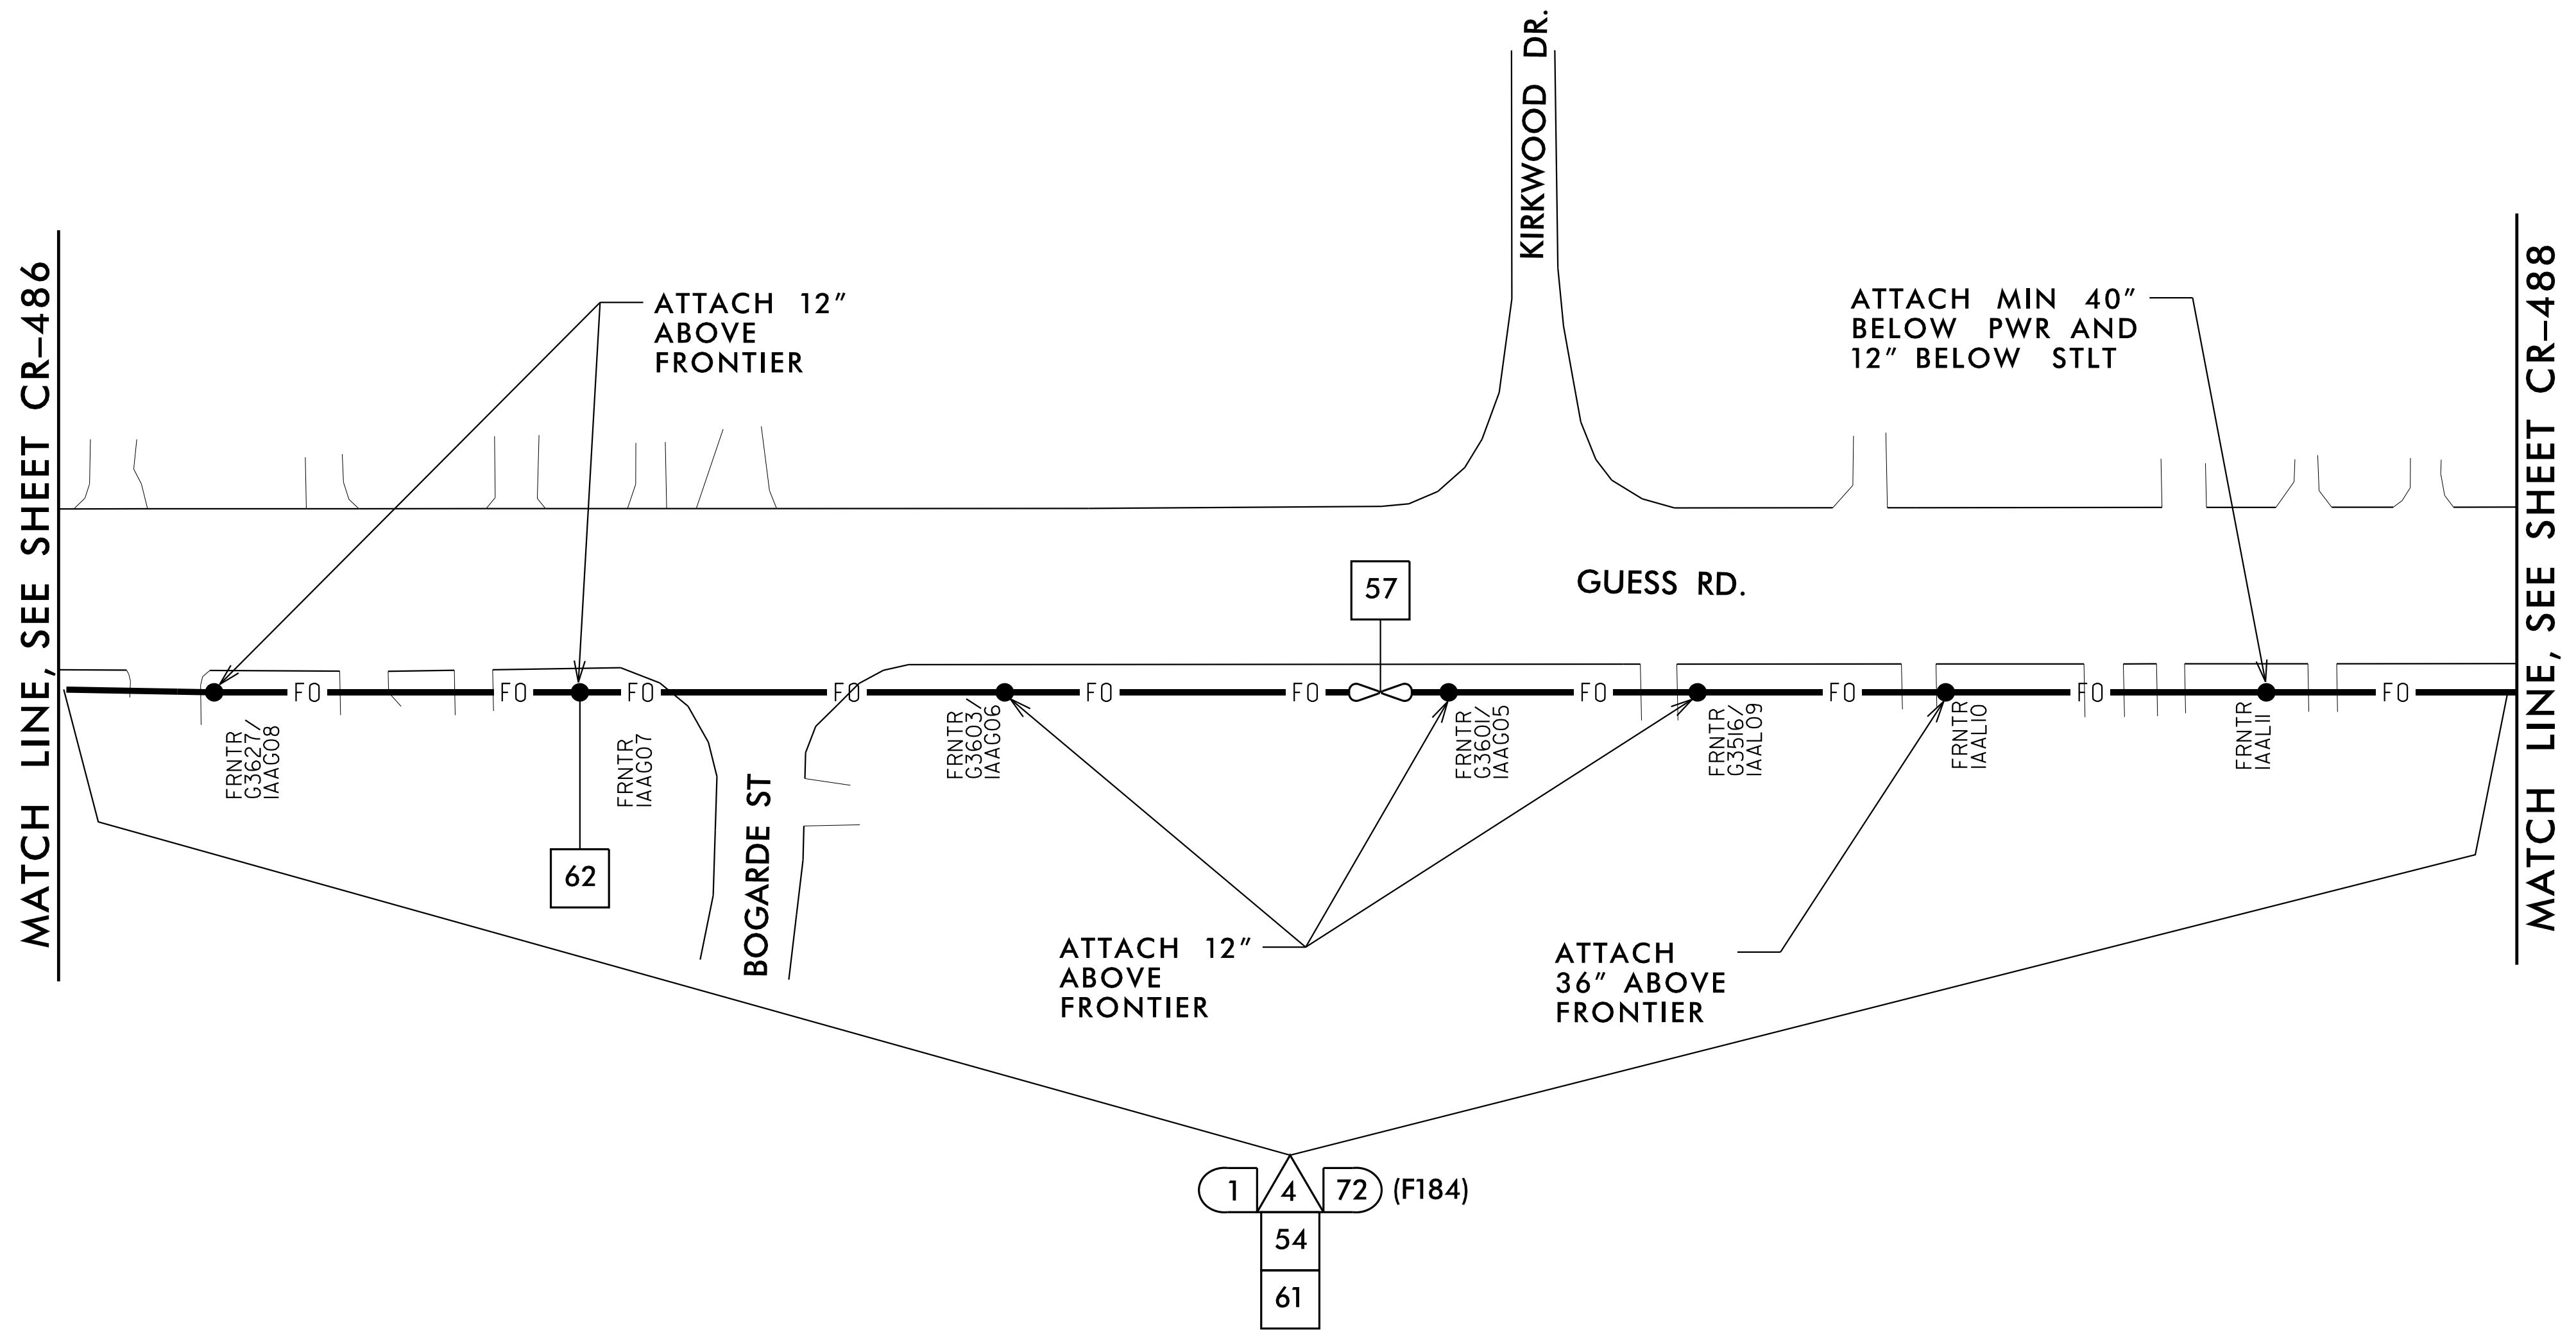 KIRKWOOD DR.
MATCH LINE, SEE SHEET CR–486
ATTACH 12"
ABOVE
FRONTIER
ATTACH MIN 40"
BELOW PWR AND
12" BELOW STLT
MATCH LINE, SEE SHEET CR–488
57
GUESS RD.
FO
FO
FO
FO
FO
FO
FO
FO
FO
FO
FRNTR
G3627/
IAAG08
FRNTR
IAAG07
FRNTR
G3603/
IAAG06
FRNTR
G3601/
IAAG05
FRNTR
G3516/
IAAL09
FRNTR
IAAL10
FRNTR
IAAL11
62
BOGARDE ST
ATTACH 12"
ABOVE
FRONTIER
ATTACH
36" ABOVE
FRONTIER
1 4 72 (F184)
54
61